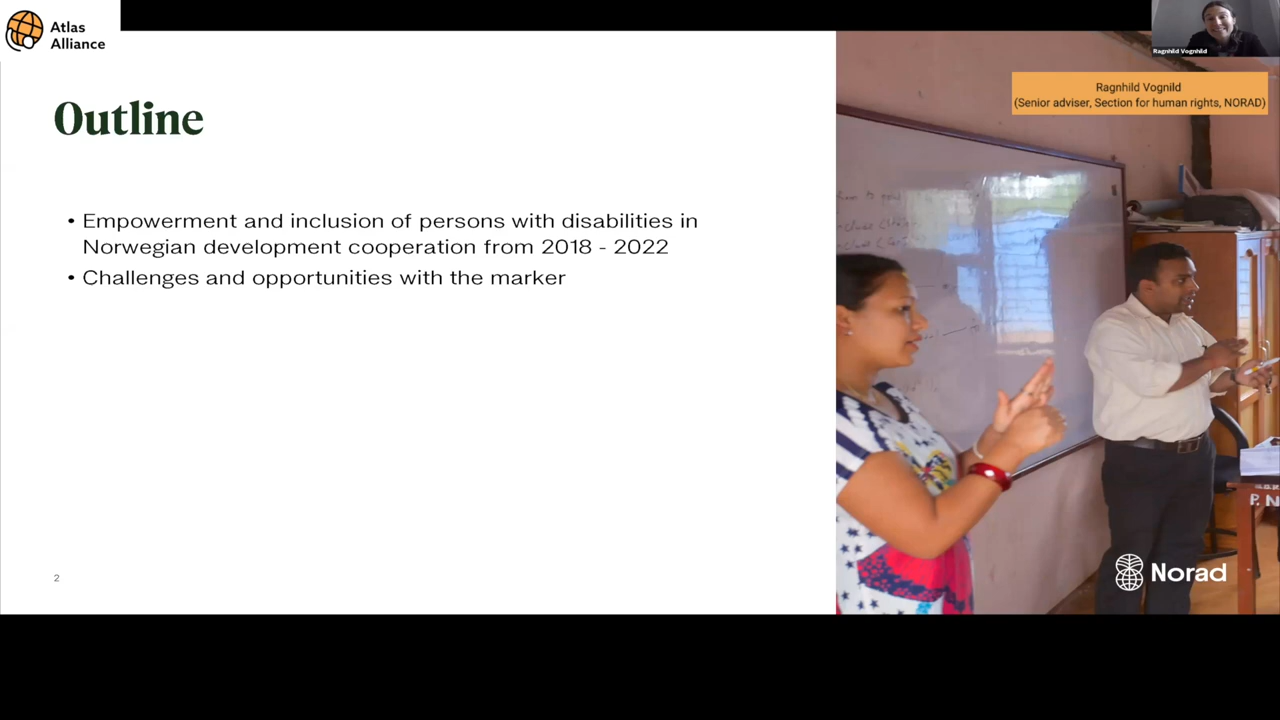 Atlas
Alliance
Ragnhild Vognhild
Ragnhild Vognild
(Senior adviser, Section for human rights, NORAD)
Outline
• Empowerment and inclusion of persons with disabilities in
Norwegian development cooperation from 2018 - 2022
• Challenges and opportunities with the marker
2
Norad